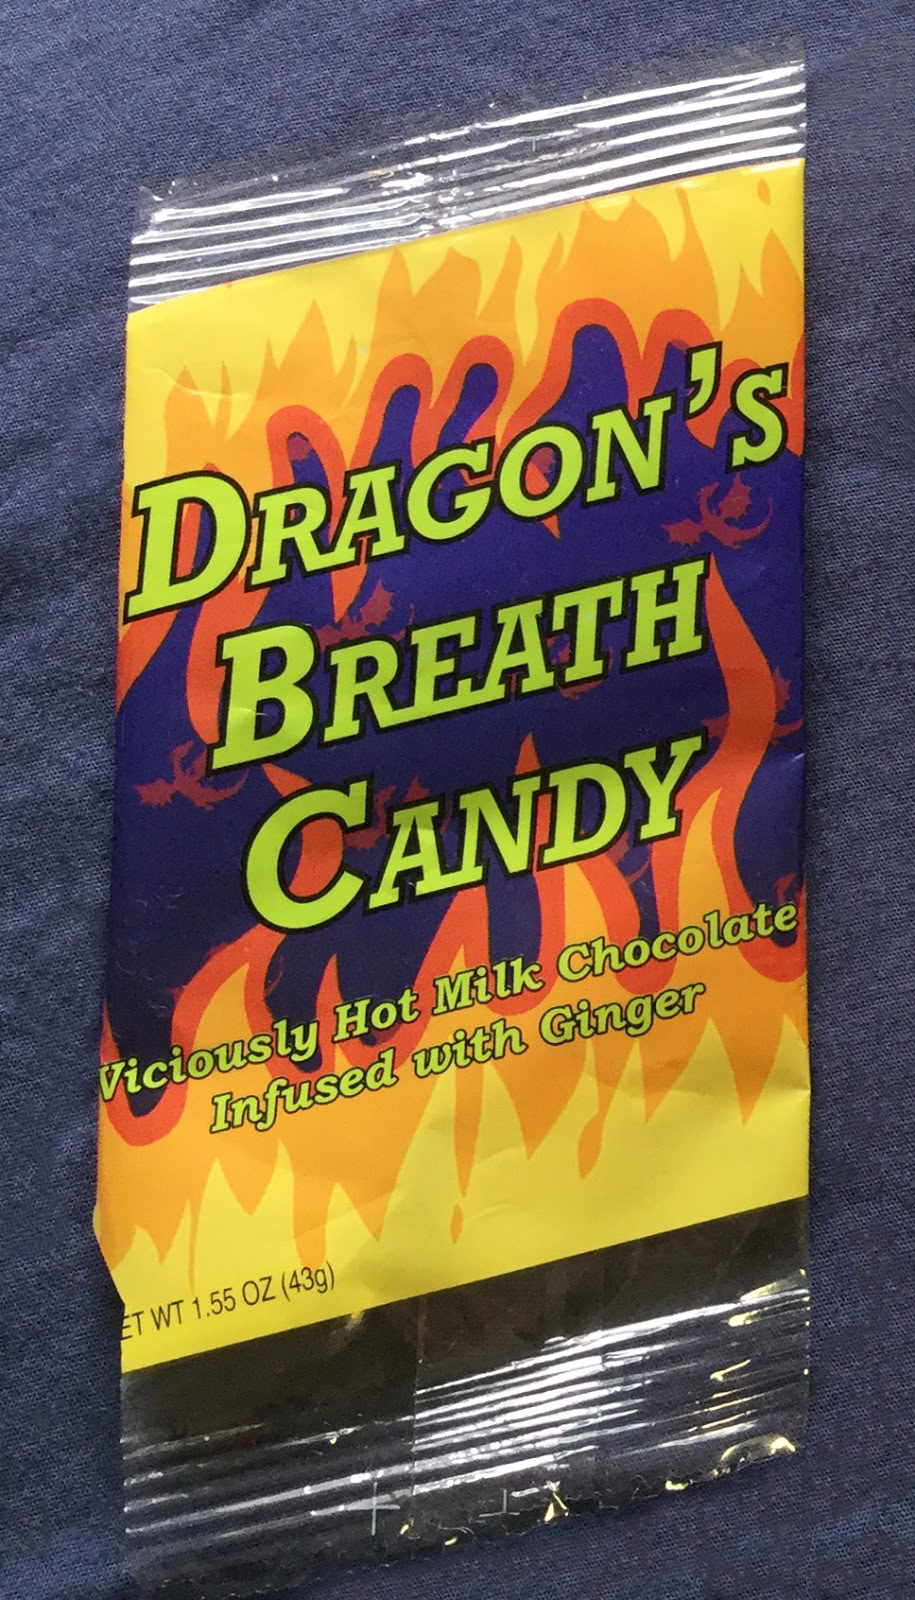 DRAGON'S
BREATH
CANDY
Viciously Hot Milk Chocolate
Infused with Ginger
ET WT 1.55 OZ (43g)